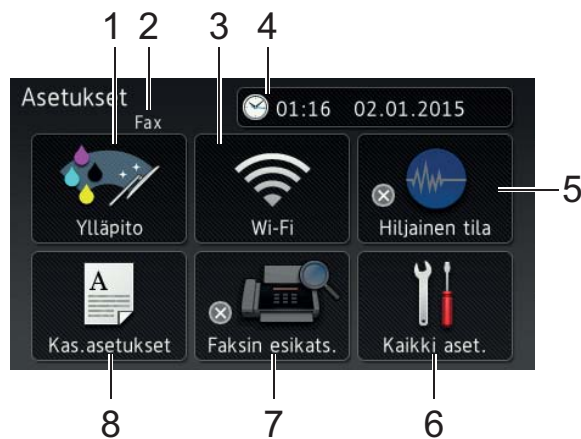 1 2 3 4
Asetukset
Fax
01:16 02.01.2015
5
Ylläpito Wi-Fi Hiljainen tila
A
Kas.asetukset Faksin esikats. Kaikki aset.
8 7 6